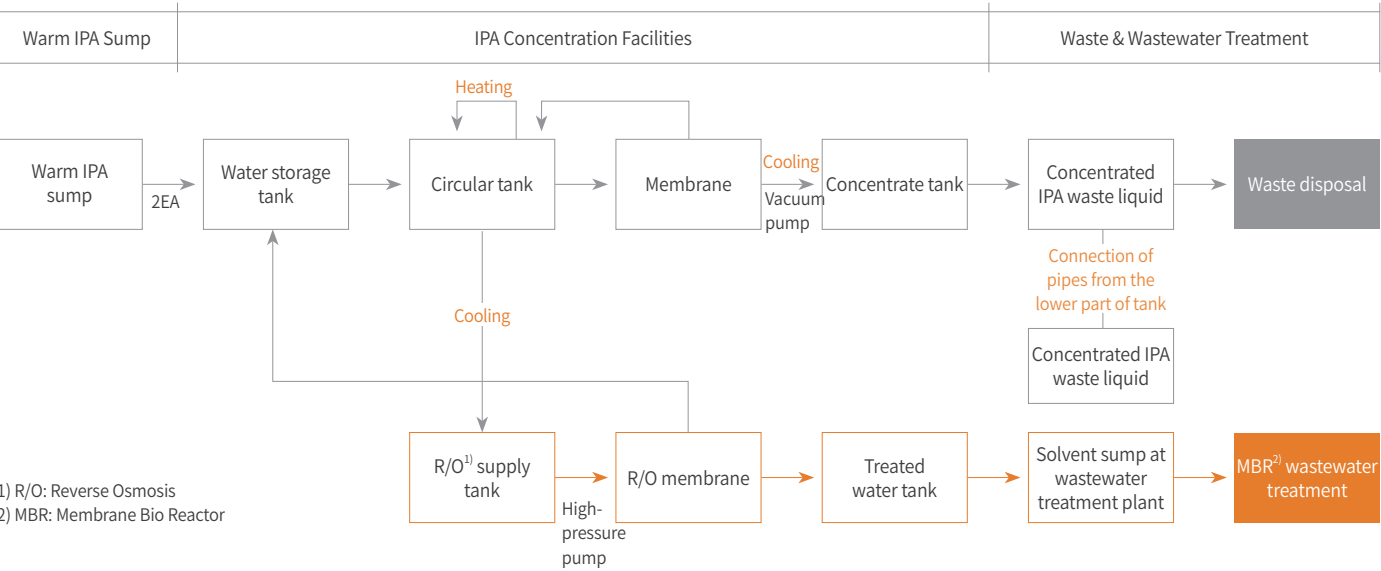 Warm IPA Sump
IPA Concentration Facilities
Waste & Wastewater Treatment
Heating
Warm IPA
sump
2EA
Water storage
tank
Circular tank
Membrane
Cooling
Vacuum
pump
Concentrate tank
Concentrated
IPA waste liquid
Waste disposal
Connection of
pipes from the
lower part of tank
Cooling
Concentrated IPA
waste liquid
R/O1) supply
tank
High-
pressure
pump
R/O membrane
Treated
water tank
Solvent sump at
wastewater
treatment plant
MBR2) wastewater
treatment
1) R/O: Reverse Osmosis
2) MBR: Membrane Bio Reactor